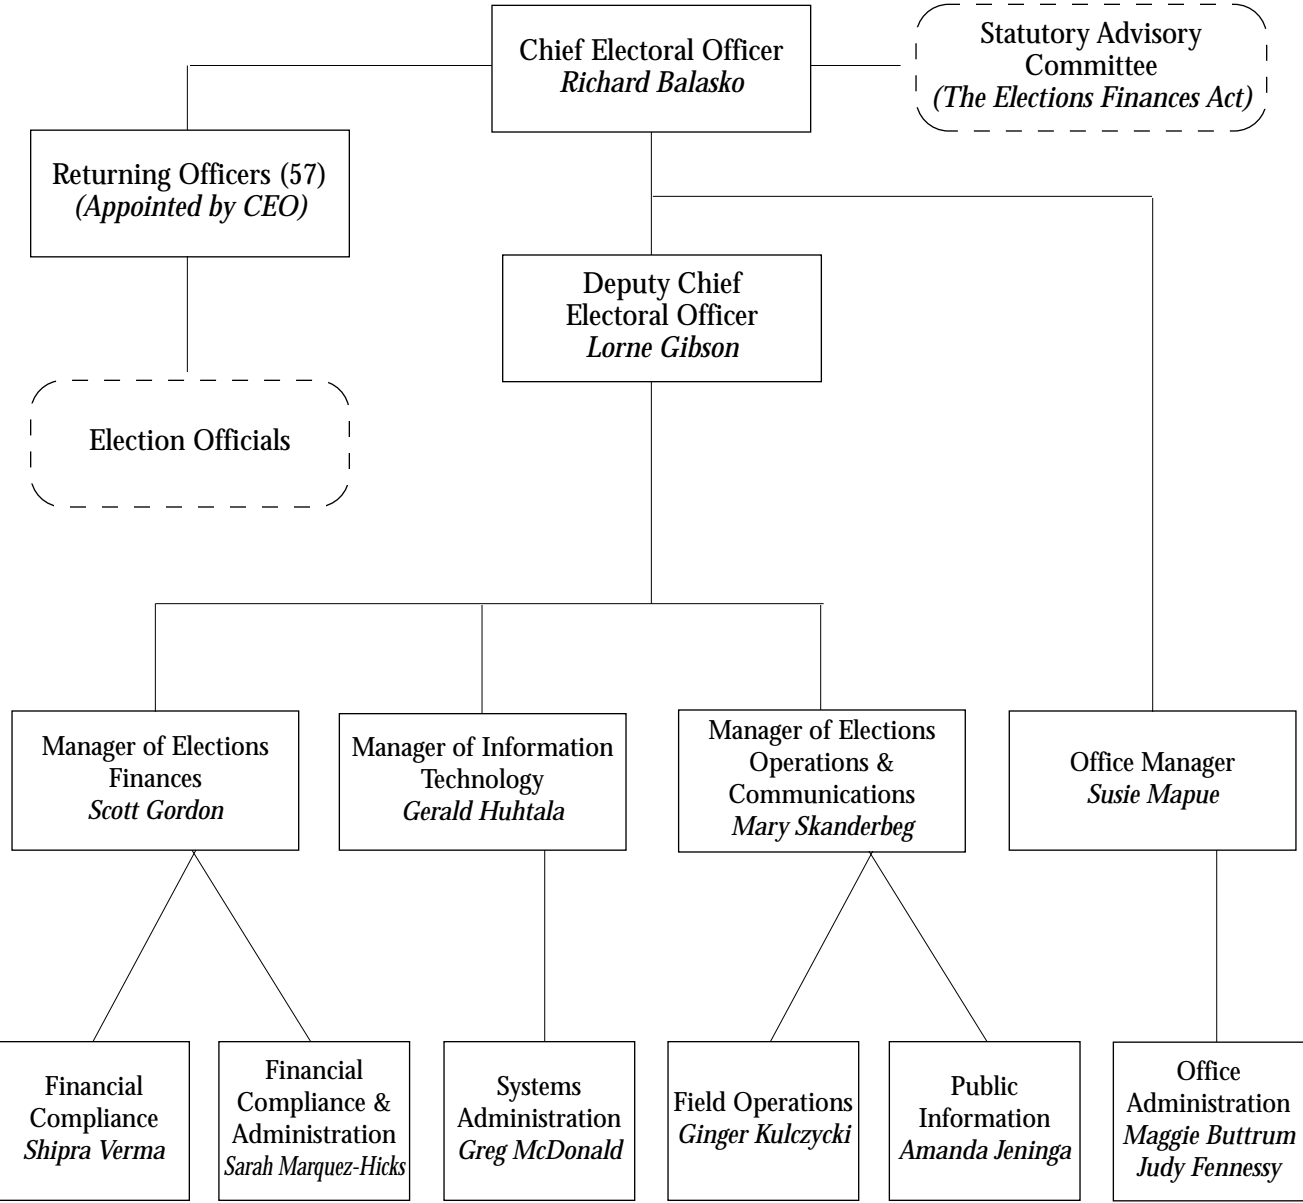 Chief Electoral Officer
Richard Balasko
Statutory Advisory
Committee
(The Elections Finances Act)
Returning Officers (57)
(Appointed by CEO)
Deputy Chief
Electoral Officer
Lorne Gibson
Election Officials
Manager of Elections
Finances
Scott Gordon
Manager of Information
Technology
Gerald Huhtala
Manager of Elections
Operations &
Communications
Mary Skanderbeg
Office Manager
Susie Mapue
Financial
Compliance
Shipra Verma
Financial
Compliance &
Administration
Sarah Marquez-Hicks
Systems
Administration
Greg McDonald
Field Operations
Ginger Kulczycki
Public
Information
Amanda Jeninga
Office
Administration
Maggie Buttrum
Judy Fennessy